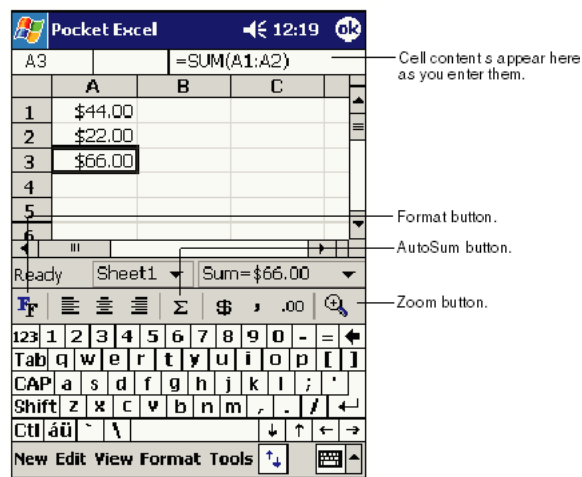 Pocket Excel 12:19 ok
A3 =SUM(A1:A2)
Cell content s appear here
as you enter them.
A B C
1 $44.00
2 $22.00
3 $66.00
4
5
Format button.
6
AutoSum button.
Ready Sheet1 Sum=$66.00
FF Σ $ , .00
Zoom button.
123 1 2 3 4 5 6 7 8 9 0 - =
Tab q w e r t y u i o p [ ]
CAP a s d f g h j k l ; '
Shift z x c v b n m , . /
Ctl áü ` \
New Edit View Format Tools